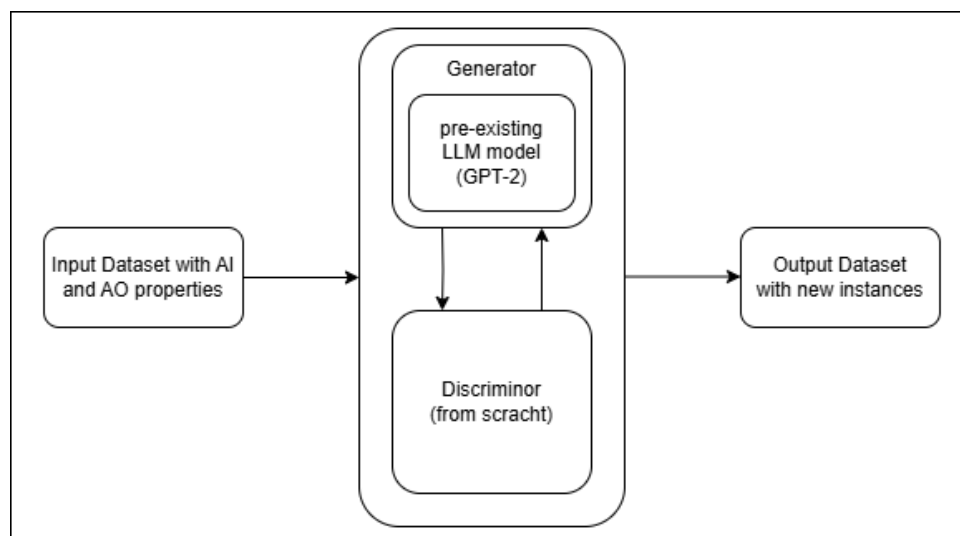 Generator
pre-existing
LLM model
(GPT-2)
Input Dataset with AI
and AO properties
Output Dataset
with new instances
Discriminor
(from scracht)